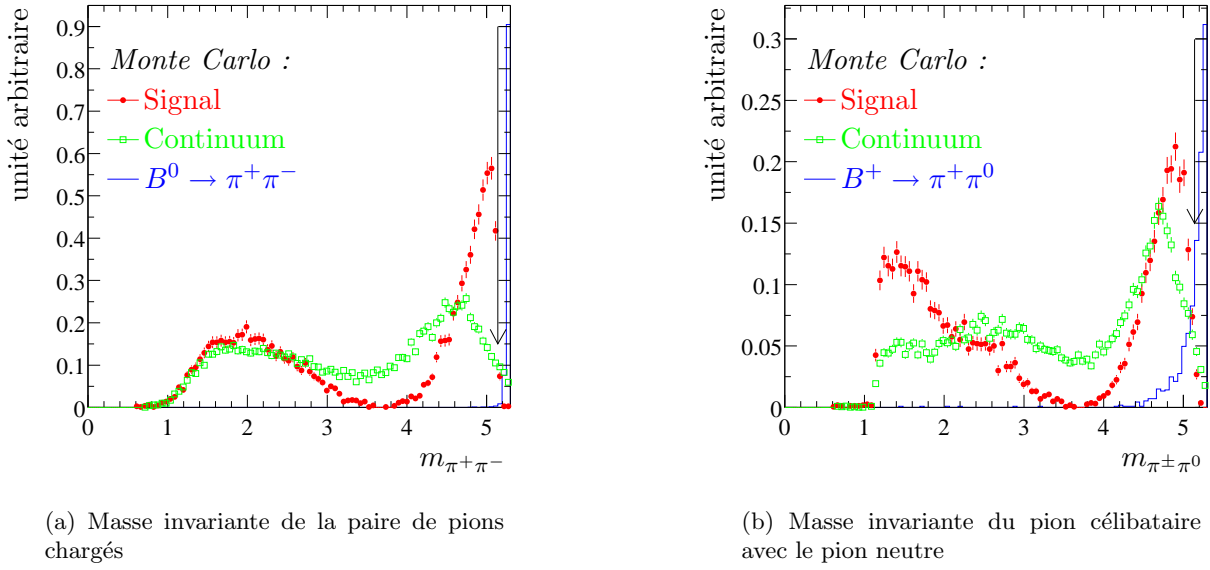 unité arbitraire
0.9
0.8
0.7
0.6
0.5
0.4
0.3
0.2
0.1
0
Monte Carlo :
Signal
Continuum
B⁰ → π⁺π⁻
0 1 2 3 4 5
m_{π⁺π⁻}
(a) Masse invariante de la paire de pions
chargés
unité arbitraire
0.3
0.25
0.2
0.15
0.1
0.05
0
Monte Carlo :
Signal
Continuum
B⁺ → π⁺π⁰
0 1 2 3 4 5
m_{π^±π⁰}
(b) Masse invariante du pion célibataire
avec le pion neutre